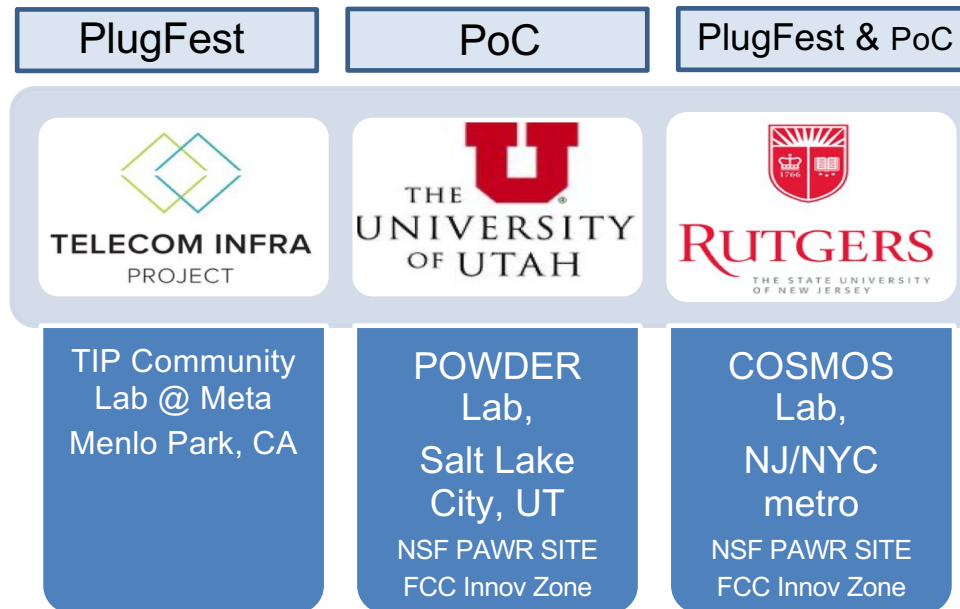 PlugFest
PoC
PlugFest & PoC
TELECOM INFRA
PROJECT
THE
UNIVERSITY
OF UTAH
1766
RUTGERS
THE STATE UNIVERSITY
OF NEW JERSEY
TIP Community
Lab @ Meta
Menlo Park, CA
POWDER
Lab,
Salt Lake
City, UT
NSF PAWR SITE
FCC Innov Zone
COSMOS
Lab,
NJ/NYC
metro
NSF PAWR SITE
FCC Innov Zone